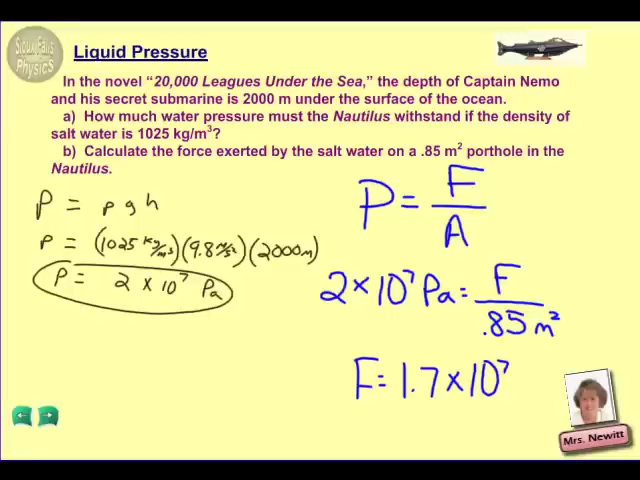 Sioux Falls
Physics
Liquid Pressure
In the novel “20,000 Leagues Under the Sea,” the depth of Captain Nemo
and his secret submarine is 2000 m under the surface of the ocean.
a)  How much water pressure must the Nautilus withstand if the density of
salt water is 1025 kg/m³?
b)  Calculate the force exerted by the salt water on a .85 m² porthole in the
Nautilus.
P = ρ g h
P = (1025 kg/m³)(9.8 m/s²)(2000m)
P = 2 × 10⁷ Pa
P = F/A
2×10⁷ Pa = F/.85 m²
F = 1.7 × 10⁷
Mrs. Newitt